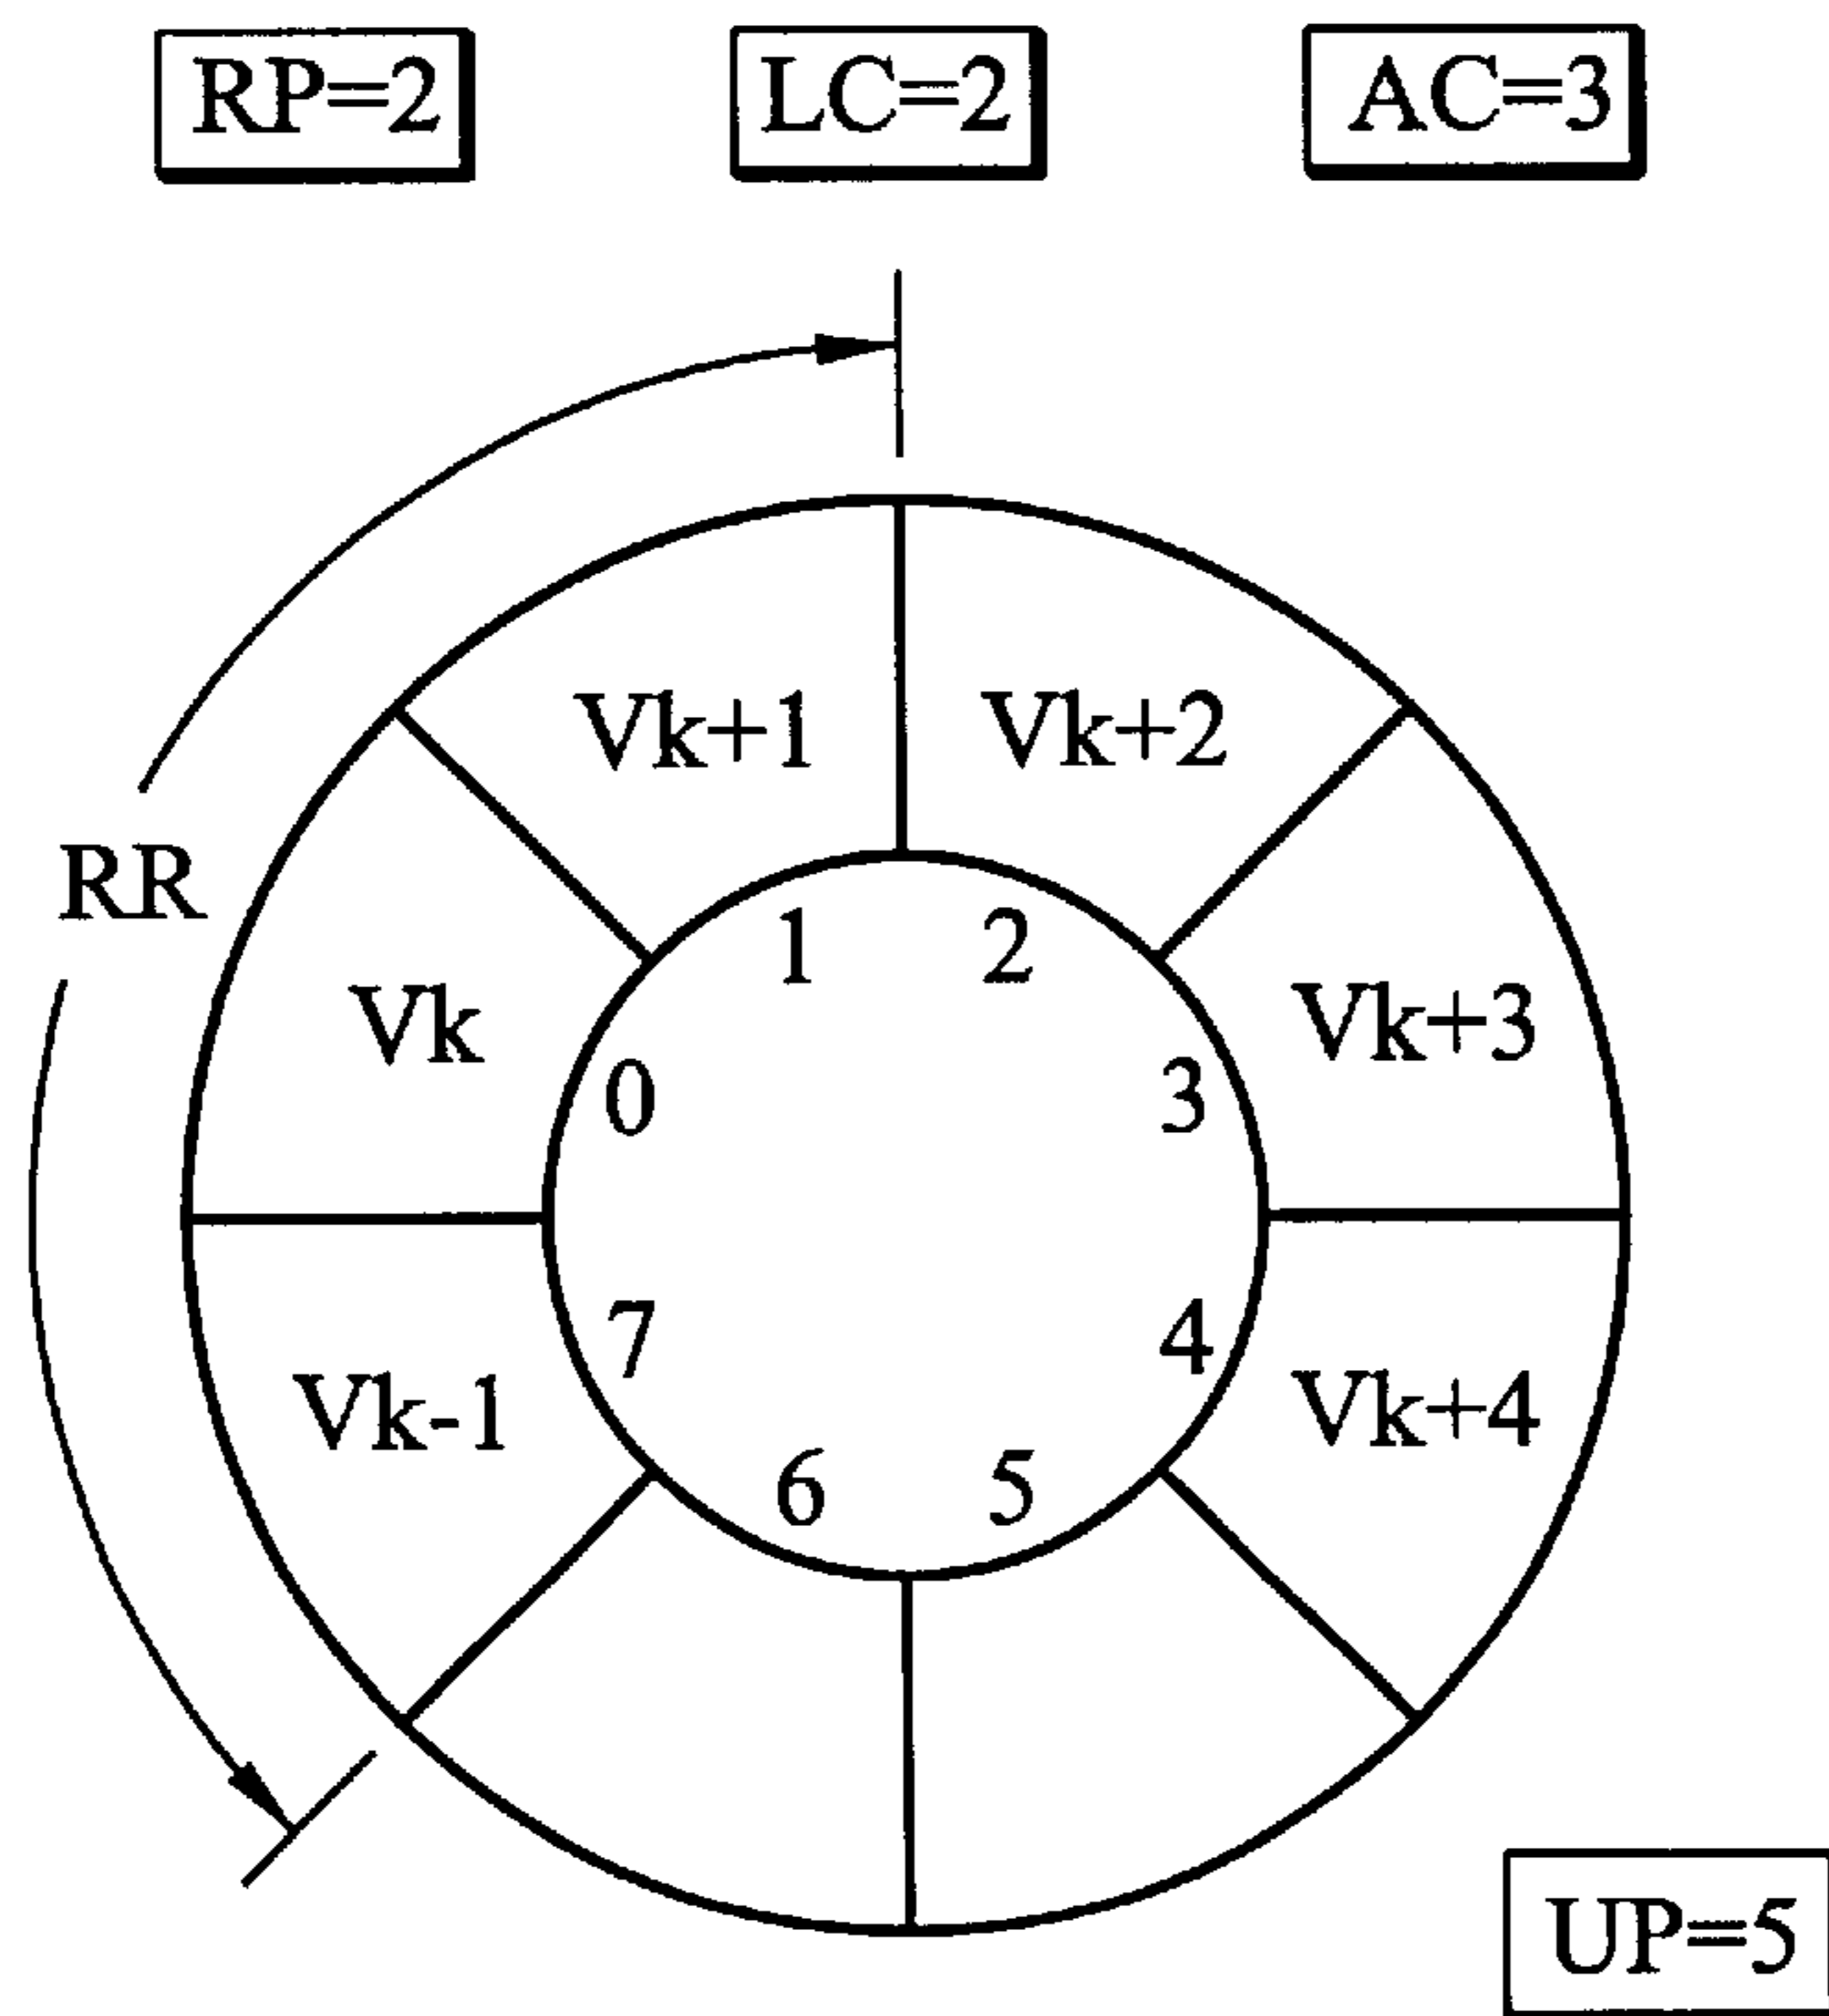 RP=2 LC=2 AC=3
Vk+1 Vk+2
RR
1 2
Vk Vk+3
0 3
7 4
Vk-1 Vk+4
6 5
UP=5